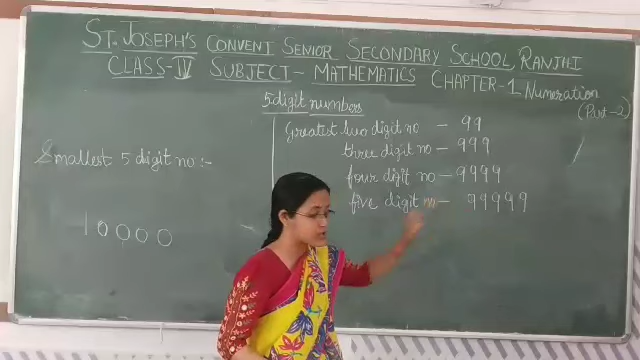 ST. JOSEPH'S CONVENT SENIOR SECONDARY SCHOOL, RANJHI
CLASS-IV SUBJECT- MATHEMATICS CHAPTER-1 Numeration
(Part-2)
5 digit numbers
Smallest 5 digit no :-
10000
Greatest two digit no - 99
three digit no - 999
four digit no - 9999
five digit no - 99999